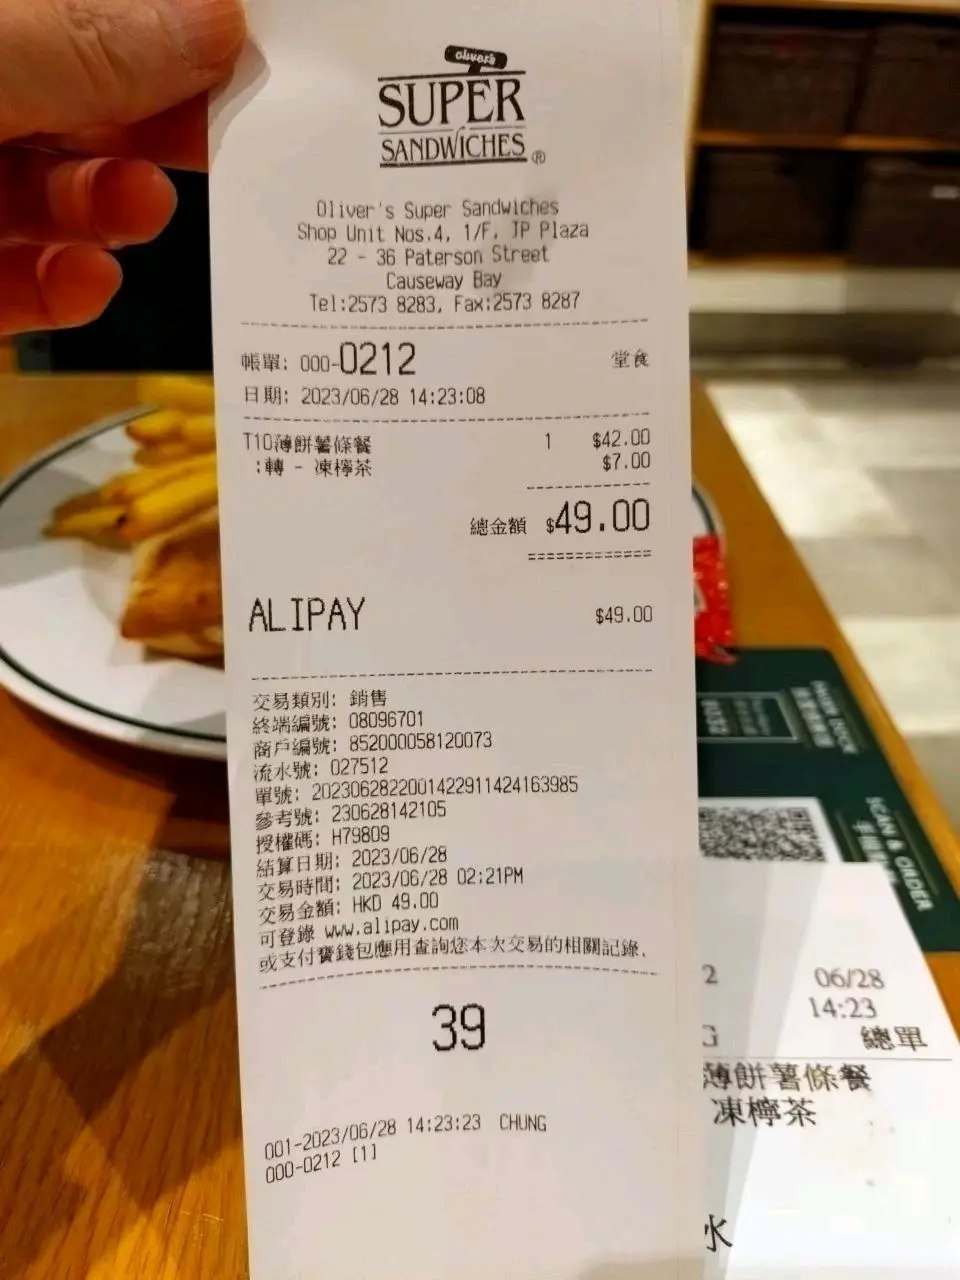 oliver's
SUPER
SANDWICHES ®
Oliver's Super Sandwiches
Shop Unit Nos.4, 1/F, JP Plaza
22 - 36 Paterson Street
Causeway Bay
Tel:2573 8283, Fax:2573 8287
帳單: 000-0212 堂食
日期: 2023/06/28 14:23:08
T10薄餅薯條餐 1 $42.00
:轉 - 凍檸茶 $7.00
總金額 $49.00
ALIPAY $49.00
交易類別: 銷售
終端編號: 08096701
商戶編號: 852000058120073
流水號: 027512
單號: 2023062822001422911424163985
參考號: 230628142105
授權碼: H79809
結算日期: 2023/06/28
交易時間: 2023/06/28 02:21PM
交易金額: HKD 49.00
可登錄 www.alipay.com
或支付寶錢包應用查詢您本次交易的相關記錄.
39
001-2023/06/28 14:23:23 CHUNG
000-0212 [1]
SCAN & ORDER
2 06/28
14:23
G 總單
薄餅薯條餐
凍檸茶
水